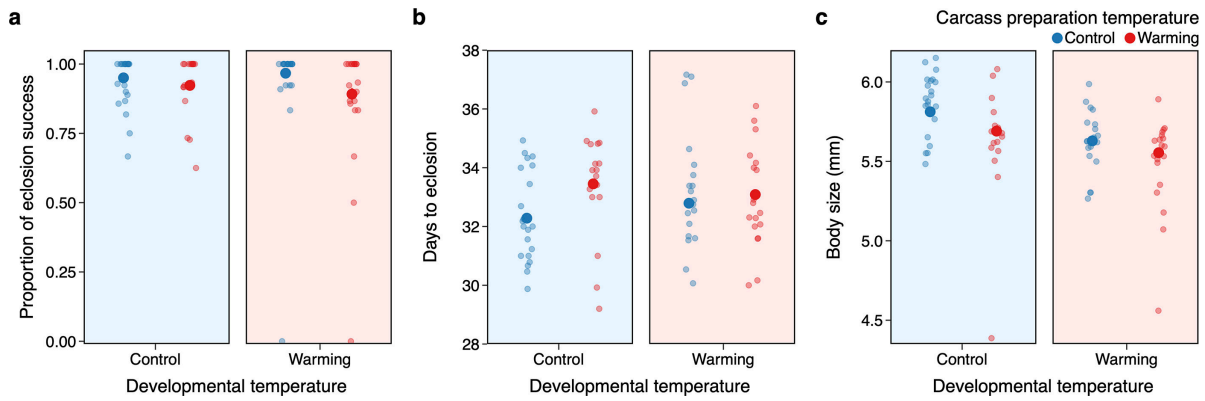 a
Proportion of eclosion success
1.00
0.75
0.50
0.25
0.00
Control
Warming
Developmental temperature
b
Days to eclosion
38
36
34
32
30
28
Control
Warming
Developmental temperature
c
Carcass preparation temperature
Control
Warming
Body size (mm)
6.0
5.5
5.0
4.5
Control
Warming
Developmental temperature